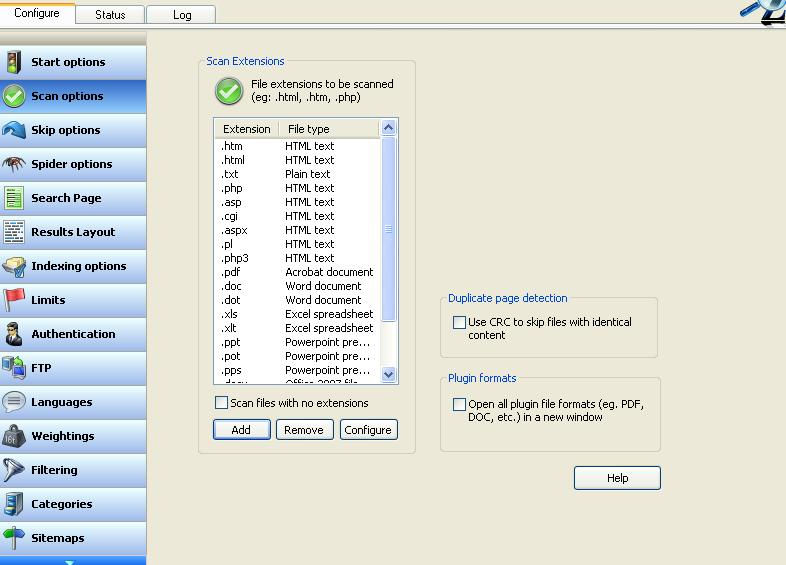 Configure
Status
Log
Start options
Scan options
Skip options
Spider options
Search Page
Results Layout
Indexing options
Limits
Authentication
FTP
Languages
Weightings
Filtering
Categories
Sitemaps
Scan Extensions
File extensions to be scanned
(eg: .html, .htm, .php)
Extension File type
.htm HTML text
.html HTML text
.txt Plain text
.php HTML text
.asp HTML text
.cgi HTML text
.aspx HTML text
.pl HTML text
.php3 HTML text
.pdf Acrobat document
.doc Word document
.dot Word document
.xls Excel spreadsheet
.xlt Excel spreadsheet
.ppt Powerpoint pre...
.pot Powerpoint pre...
.pps Powerpoint pre...
.docx Office 2007 file
Scan files with no extensions
Add Remove Configure
Duplicate page detection
Use CRC to skip files with identical
content
Plugin formats
Open all plugin file formats (eg. PDF,
DOC, etc.) in a new window
Help